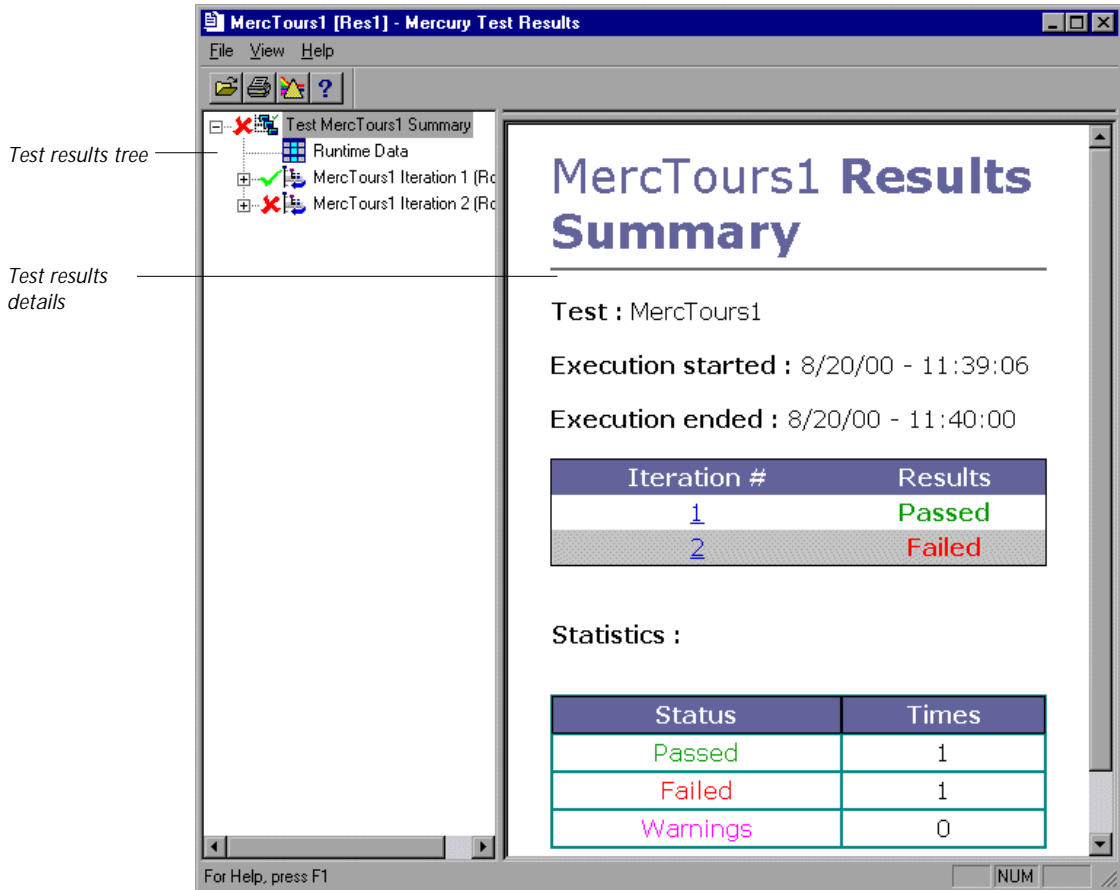 MercTours1 [Res1] - Mercury Test Results
File View Help
?
Test results tree
Test MercTours1 Summary
Runtime Data
MercTours1 Iteration 1 (Ro
MercTours1 Iteration 2 (Ro
Test results
details
MercTours1 Results
Summary
Test : MercTours1
Execution started : 8/20/00 - 11:39:06
Execution ended : 8/20/00 - 11:40:00
Iteration # Results
1 Passed
2 Failed
Statistics :
Status Times
Passed 1
Failed 1
Warnings 0
For Help, press F1
NUM